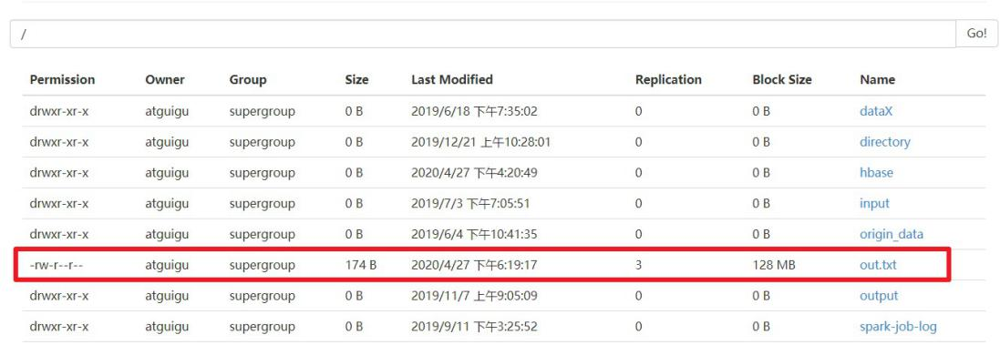 / Go!
Permission Owner Group Size Last Modified Replication Block Size Name
drwxr-xr-x atguigu supergroup 0 B 2019/6/18 下午7:35:02 0 0 B dataX
drwxr-xr-x atguigu supergroup 0 B 2019/12/21 上午10:28:01 0 0 B directory
drwxr-xr-x atguigu supergroup 0 B 2020/4/27 下午4:20:49 0 0 B hbase
drwxr-xr-x atguigu supergroup 0 B 2019/7/3 下午7:05:51 0 0 B input
drwxr-xr-x atguigu supergroup 0 B 2019/6/4 下午10:41:35 0 0 B origin_data
-rw-r--r-- atguigu supergroup 174 B 2020/4/27 下午6:19:17 3 128 MB out.txt
drwxr-xr-x atguigu supergroup 0 B 2019/11/7 上午9:05:09 0 0 B output
drwxr-xr-x atguigu supergroup 0 B 2019/9/11 下午3:25:52 0 0 B spark-job-log